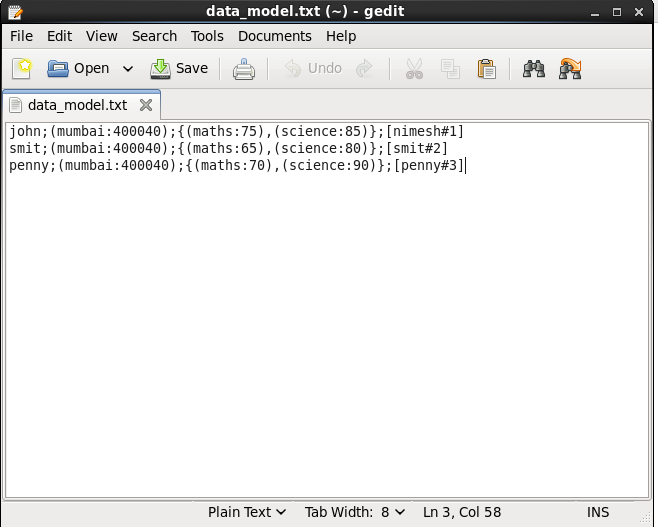 data_model.txt (~) - gedit
File Edit View Search Tools Documents Help
Open Save Undo
data_model.txt
john;(mumbai:400040);{(maths:75),(science:85)};[nimesh#1]
smit;(mumbai:400040);{(maths:65),(science:80)};[smit#2]
penny;(mumbai:400040);{(maths:70),(science:90)};[penny#3]
Plain Text Tab Width: 8 Ln 3, Col 58 INS